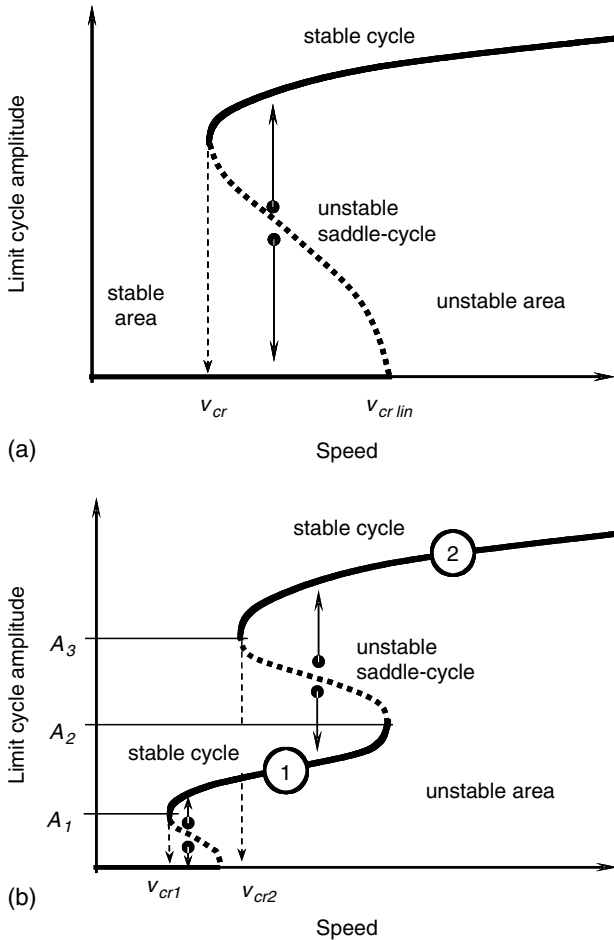 stable cycle
Limit cycle amplitude
unstable
saddle-cycle
stable
area
unstable area
v_cr
v_cr lin
(a)
Speed
stable cycle
2
Limit cycle amplitude
A_3
unstable
saddle-cycle
A_2
stable cycle
1
unstable area
A_1
v_cr1
v_cr2
(b)
Speed